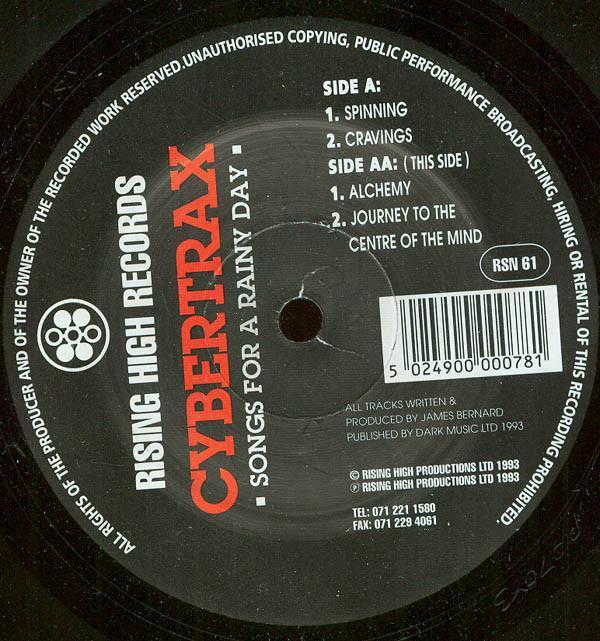 ALL RIGHTS OF THE PRODUCER AND OF THE OWNER OF THE RECORDED WORK RESERVED.UNAUTHORISED COPYING, PUBLIC PERFORMANCE BROADCASTING, HIRING OR RENTAL OF THIS RECORDING PROHIBITED.
RISING HIGH RECORDS
CYBERTRAX
▪ SONGS FOR A RAINY DAY ▪
SIDE A:
1. SPINNING
2. CRAVINGS
SIDE AA: ( THIS SIDE )
1. ALCHEMY
2. JOURNEY TO THE
CENTRE OF THE MIND
RSN 61
5 024900 000781
ALL TRACKS WRITTEN &
PRODUCED BY JAMES BERNARD
PUBLISHED BY DARK MUSIC LTD 1993
© RISING HIGH PRODUCTIONS LTD 1993
℗ RISING HIGH PRODUCTIONS LTD 1993
TEL: 071 221 1580
FAX: 071 229 4061